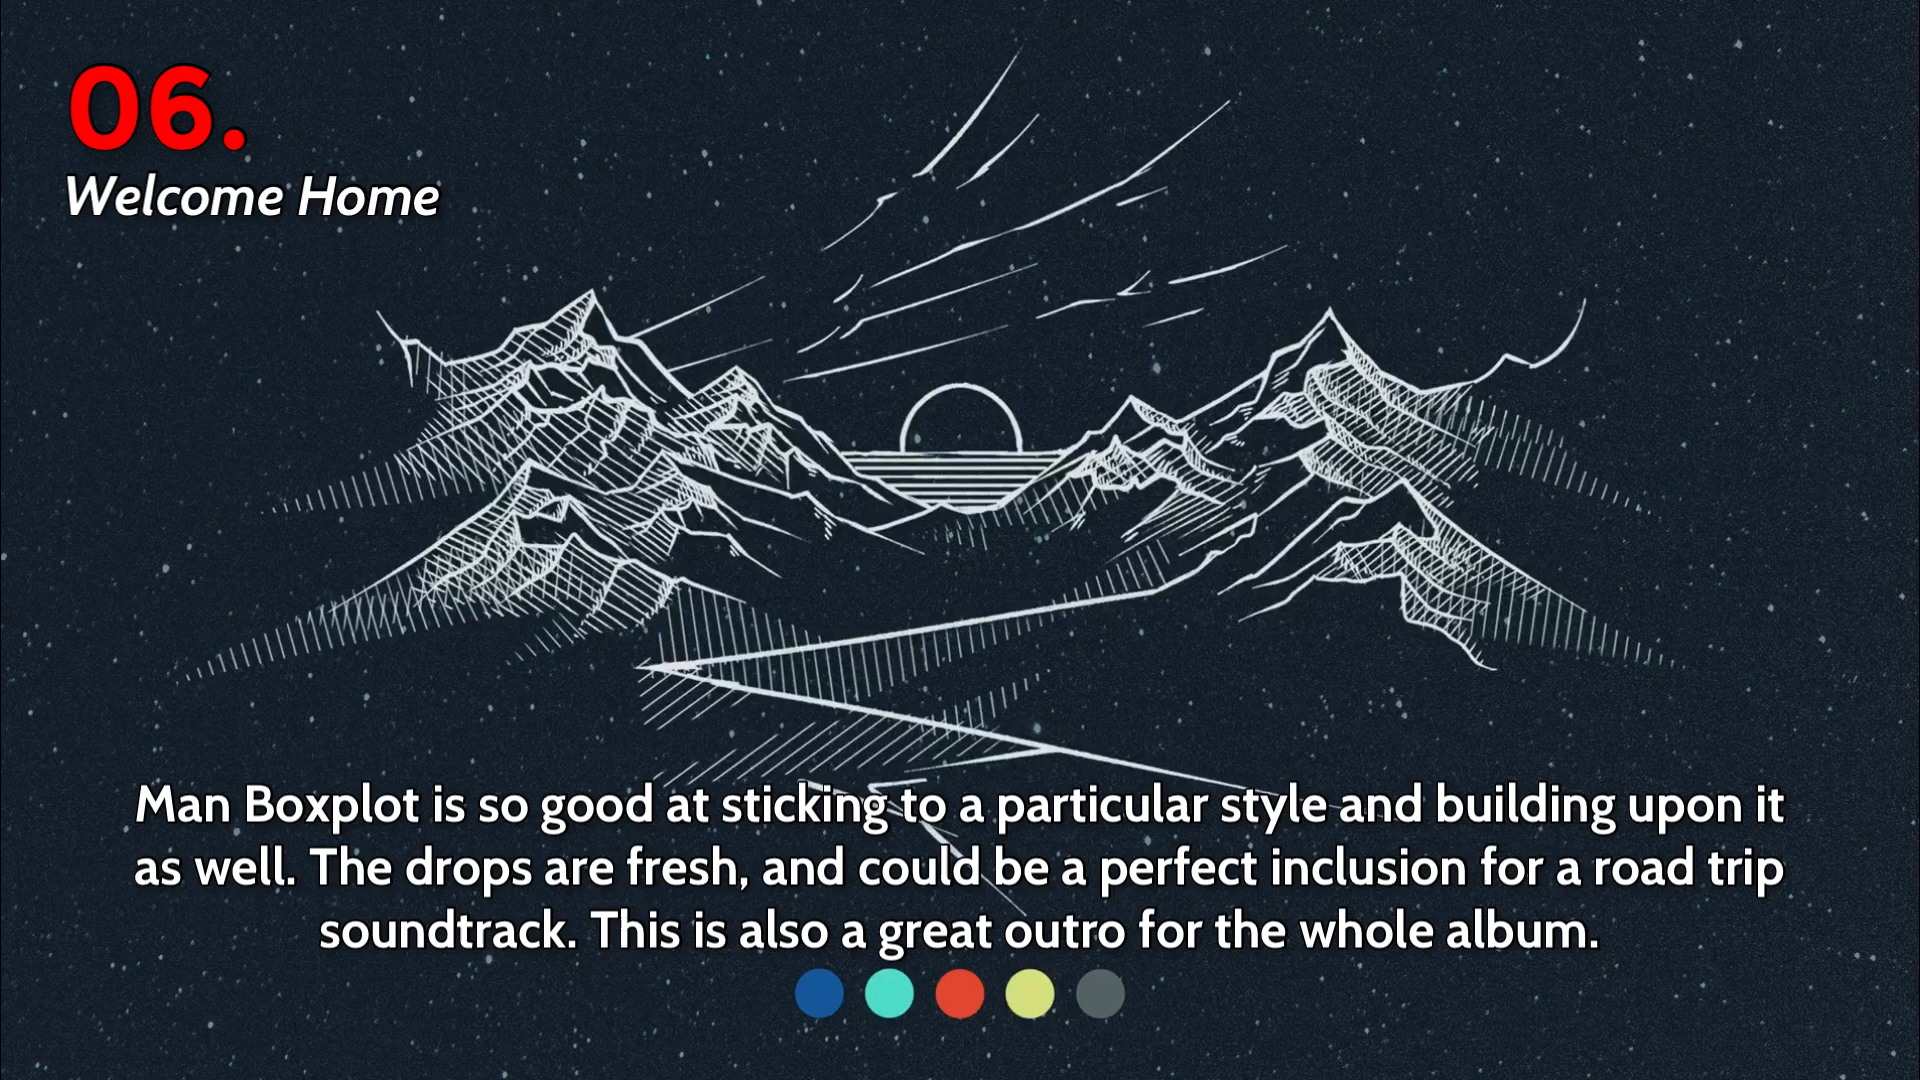 06.
Welcome Home
Man Boxplot is so good at sticking to a particular style and building upon it
as well. The drops are fresh, and could be a perfect inclusion for a road trip
soundtrack. This is also a great outro for the whole album.